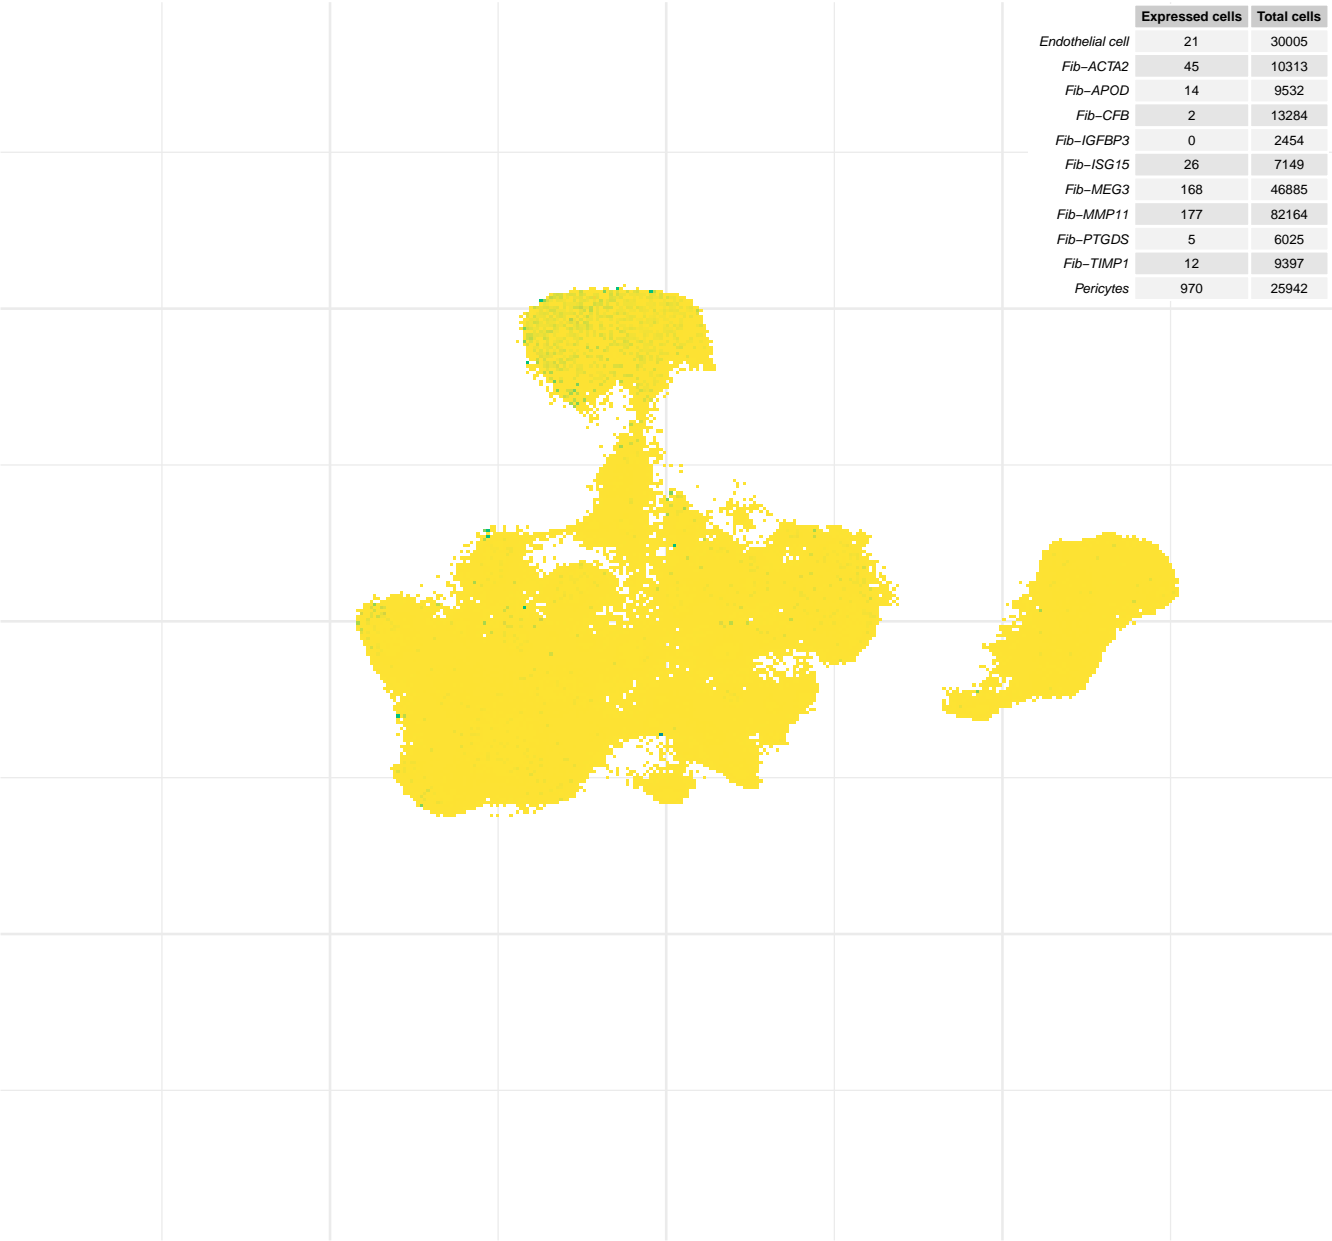 Expressed cells Total cells
Endothelial cell 21 30005
Fib−ACTA2 45 10313
Fib−APOD 14 9532
Fib−CFB 2 13284
Fib−IGFBP3 0 2454
Fib−ISG15 26 7149
Fib−MEG3 168 46885
Fib−MMP11 177 82164
Fib−PTGDS 5 6025
Fib−TIMP1 12 9397
Pericytes 970 25942